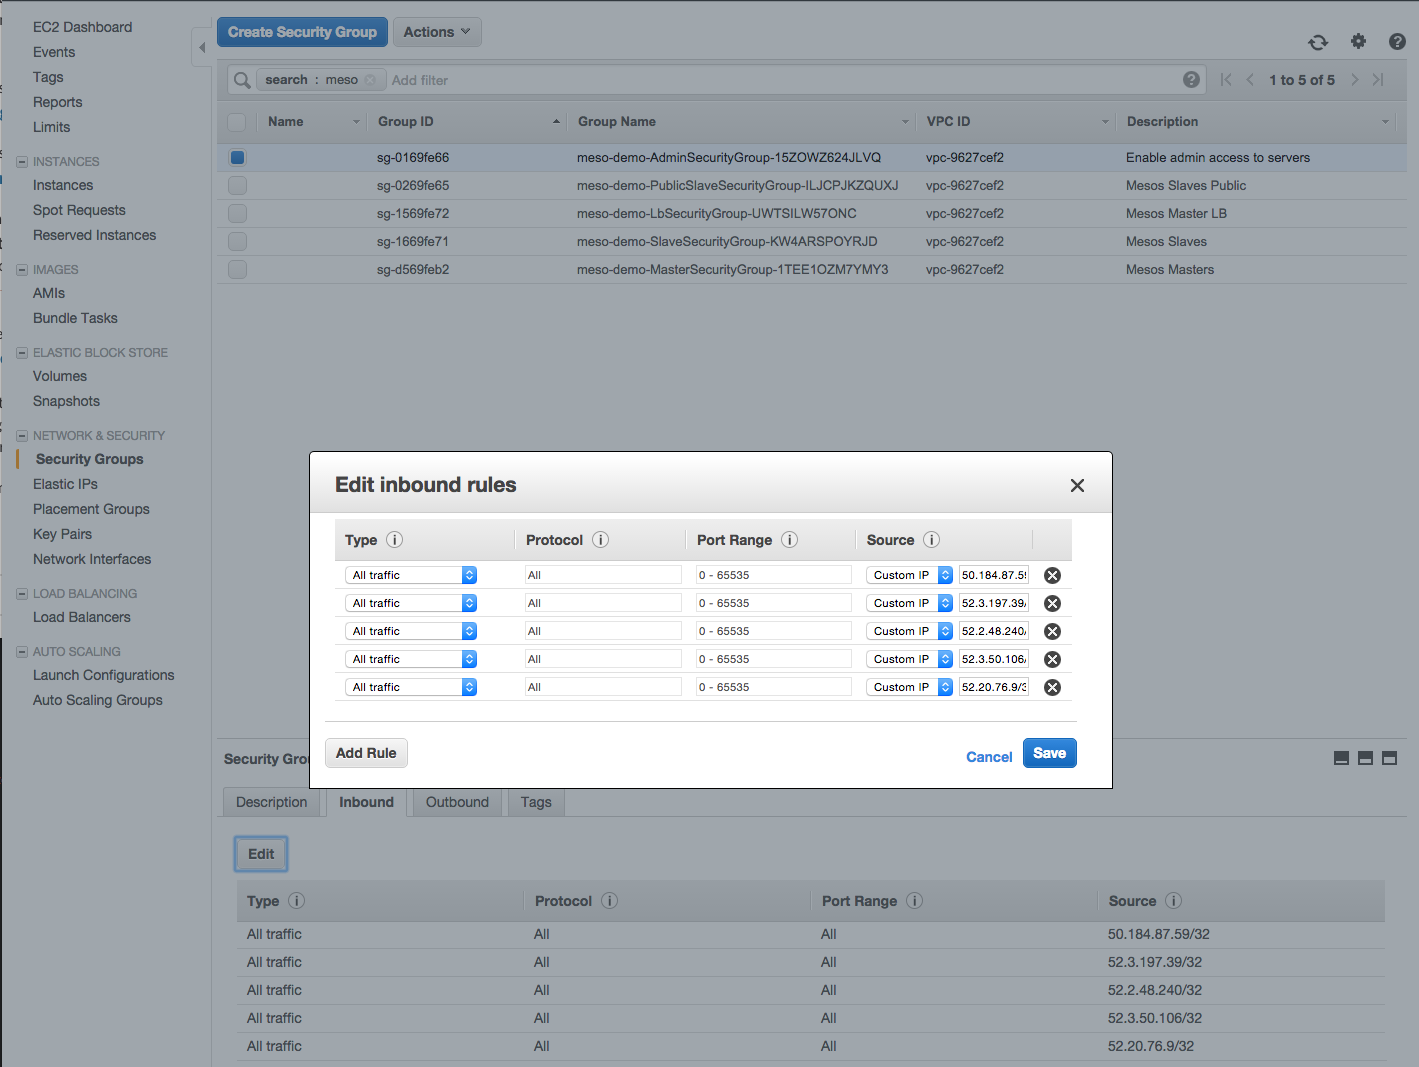 EC2 Dashboard
Events
Tags
Reports
Limits
INSTANCES
Instances
Spot Requests
Reserved Instances
IMAGES
AMIs
Bundle Tasks
ELASTIC BLOCK STORE
Volumes
Snapshots
NETWORK & SECURITY
Security Groups
Elastic IPs
Placement Groups
Key Pairs
Network Interfaces
LOAD BALANCING
Load Balancers
AUTO SCALING
Launch Configurations
Auto Scaling Groups
Create Security Group Actions
search : meso Add filter 1 to 5 of 5
Name Group ID Group Name VPC ID Description
sg-0169fe66 meso-demo-AdminSecurityGroup-15ZOWZ624JLVQ vpc-9627cef2 Enable admin access to servers
sg-0269fe65 meso-demo-PublicSlaveSecurityGroup-ILJCPJKZQUXJ vpc-9627cef2 Mesos Slaves Public
sg-1569fe72 meso-demo-LbSecurityGroup-UWTSILW57ONC vpc-9627cef2 Mesos Master LB
sg-1669fe71 meso-demo-SlaveSecurityGroup-KW4ARSPOYRJD vpc-9627cef2 Mesos Slaves
sg-d569feb2 meso-demo-MasterSecurityGroup-1TEE1OZM7YMY3 vpc-9627cef2 Mesos Masters
Edit inbound rules
Type Protocol Port Range Source
All traffic All 0 - 65535 Custom IP 50.184.87.59
All traffic All 0 - 65535 Custom IP 52.3.197.39/
All traffic All 0 - 65535 Custom IP 52.2.48.240/
All traffic All 0 - 65535 Custom IP 52.3.50.106/
All traffic All 0 - 65535 Custom IP 52.20.76.9/3
Add Rule Cancel Save
Security Gro
Description Inbound Outbound Tags
Edit
Type Protocol Port Range Source
All traffic All All 50.184.87.59/32
All traffic All All 52.3.197.39/32
All traffic All All 52.2.48.240/32
All traffic All All 52.3.50.106/32
All traffic All All 52.20.76.9/32